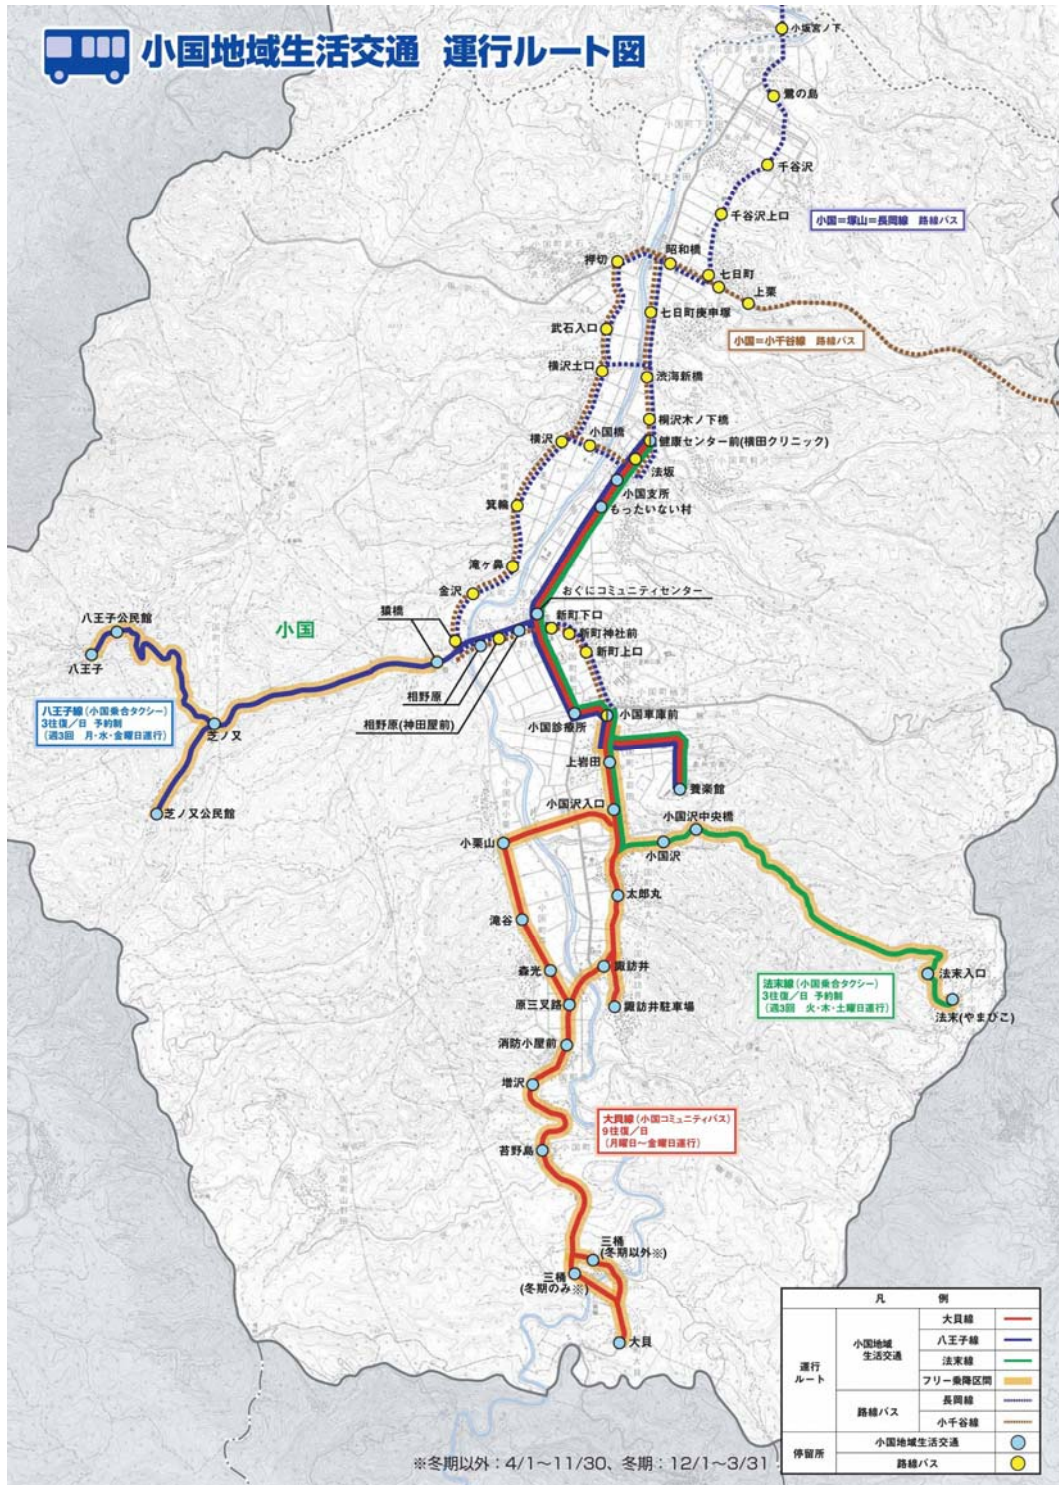 小国地域生活交通 運行ルート図
小坂宮ノ下
鷺の島
千谷沢
千谷沢上口
小国＝塚山＝長岡線 路線バス
昭和橋
押切
七日町
上栗
七日町庚申塚
武石入口
小国＝小千谷線 路線バス
横沢土口
渋海新橋
桐沢木ノ下橋
小国橋
横沢
健康センター前(横田クリニック)
法坂
小国支所
箕輪
もったいない村
滝ヶ鼻
金沢
おぐにコミュニティセンター
猿橋
新町下口
八王子公民館
小国
新町神社前
八王子
新町上口
相野原
八王子線(小国乗合タクシー)
3往復／日 予約制
(週3回 月・水・金曜日運行)
相野原(神田屋前)
小国診療所
小国車庫前
芝ノ又
上岩田
養楽館
芝ノ又公民館
小国沢入口
小国沢中央橋
小栗山
小国沢
太郎丸
滝谷
森光
諏訪井
法末入口
法末線(小国乗合タクシー)
3往復／日 予約制
(週3回 火・木・土曜日運行)
原三叉路
諏訪井駐車場
法末(やまびこ)
消防小屋前
増沢
大貝線(小国コミュニティバス)
9往復／日
(月曜日～金曜日運行)
苔野島
三桶
(冬期以外※)
三桶
(冬期のみ※)
大貝
凡 例
運行
ルート
小国地域
生活交通
大貝線
八王子線
法末線
フリー乗降区間
路線バス
長岡線
小千谷線
停留所
小国地域生活交通
路線バス
※冬期以外：4/1～11/30、冬期：12/1～3/31